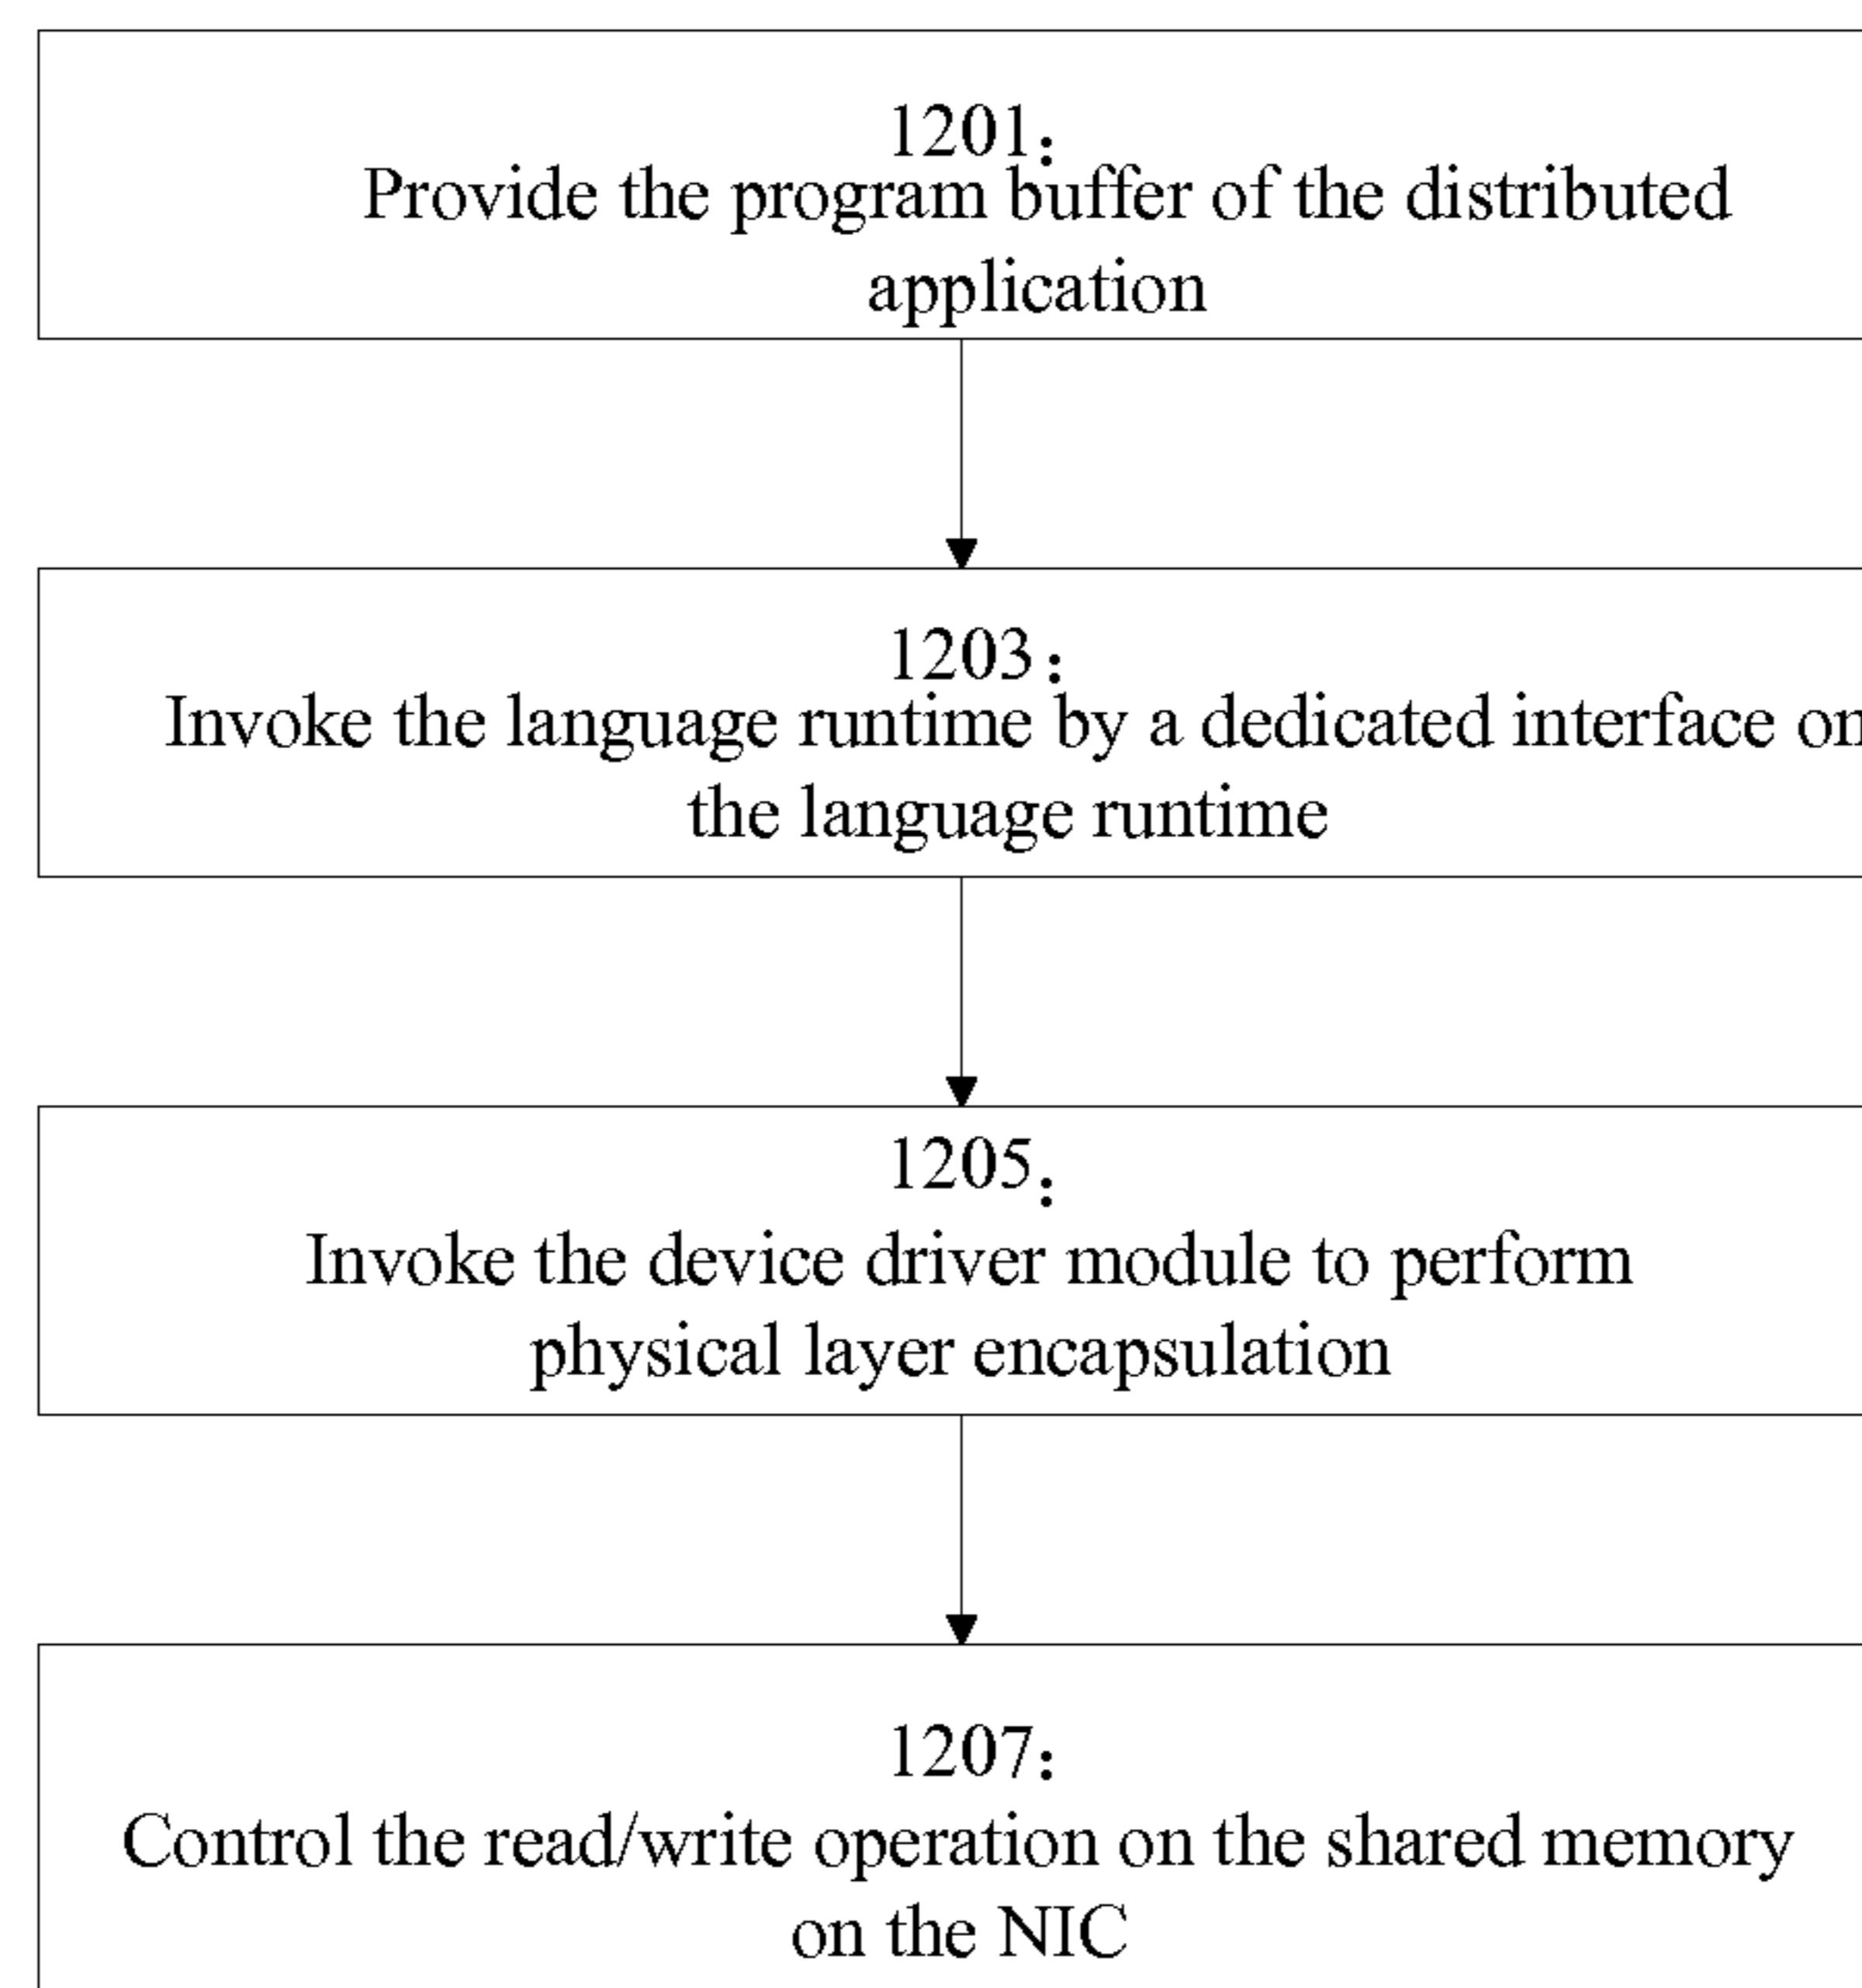 1201:
Provide the program buffer of the distributed
application
1203:
Invoke the language runtime by a dedicated interface on
the language runtime
1205:
Invoke the device driver module to perform
physical layer encapsulation
1207:
Control the read/write operation on the shared memory
on the NIC